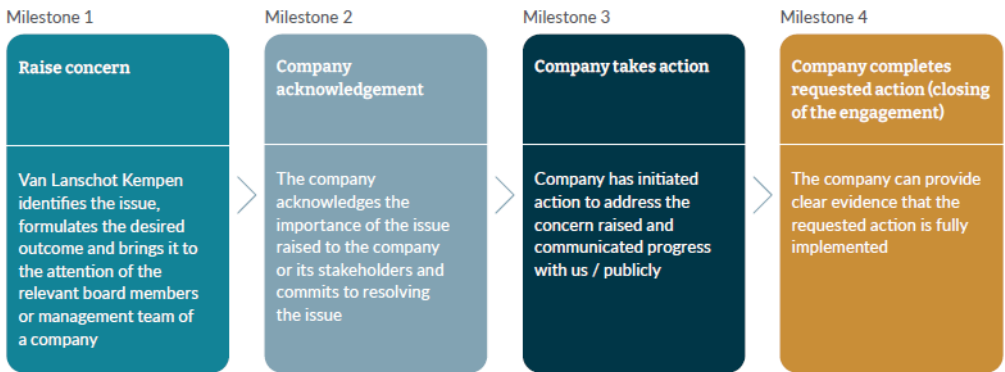 Milestone 1
Raise concern
Van Lanschot Kempen
identifies the issue,
formulates the desired
outcome and brings it to
the attention of the
relevant board members
or management team of
a company
Milestone 2
Company
acknowledgement
The company
acknowledges the
importance of the issue
raised to the company
or its stakeholders and
commits to resolving
the issue
Milestone 3
Company takes action
Company has initiated
action to address the
concern raised and
communicated progress
with us / publicly
Milestone 4
Company completes
requested action (closing
of the engagement)
The company can provide
clear evidence that the
requested action is fully
implemented